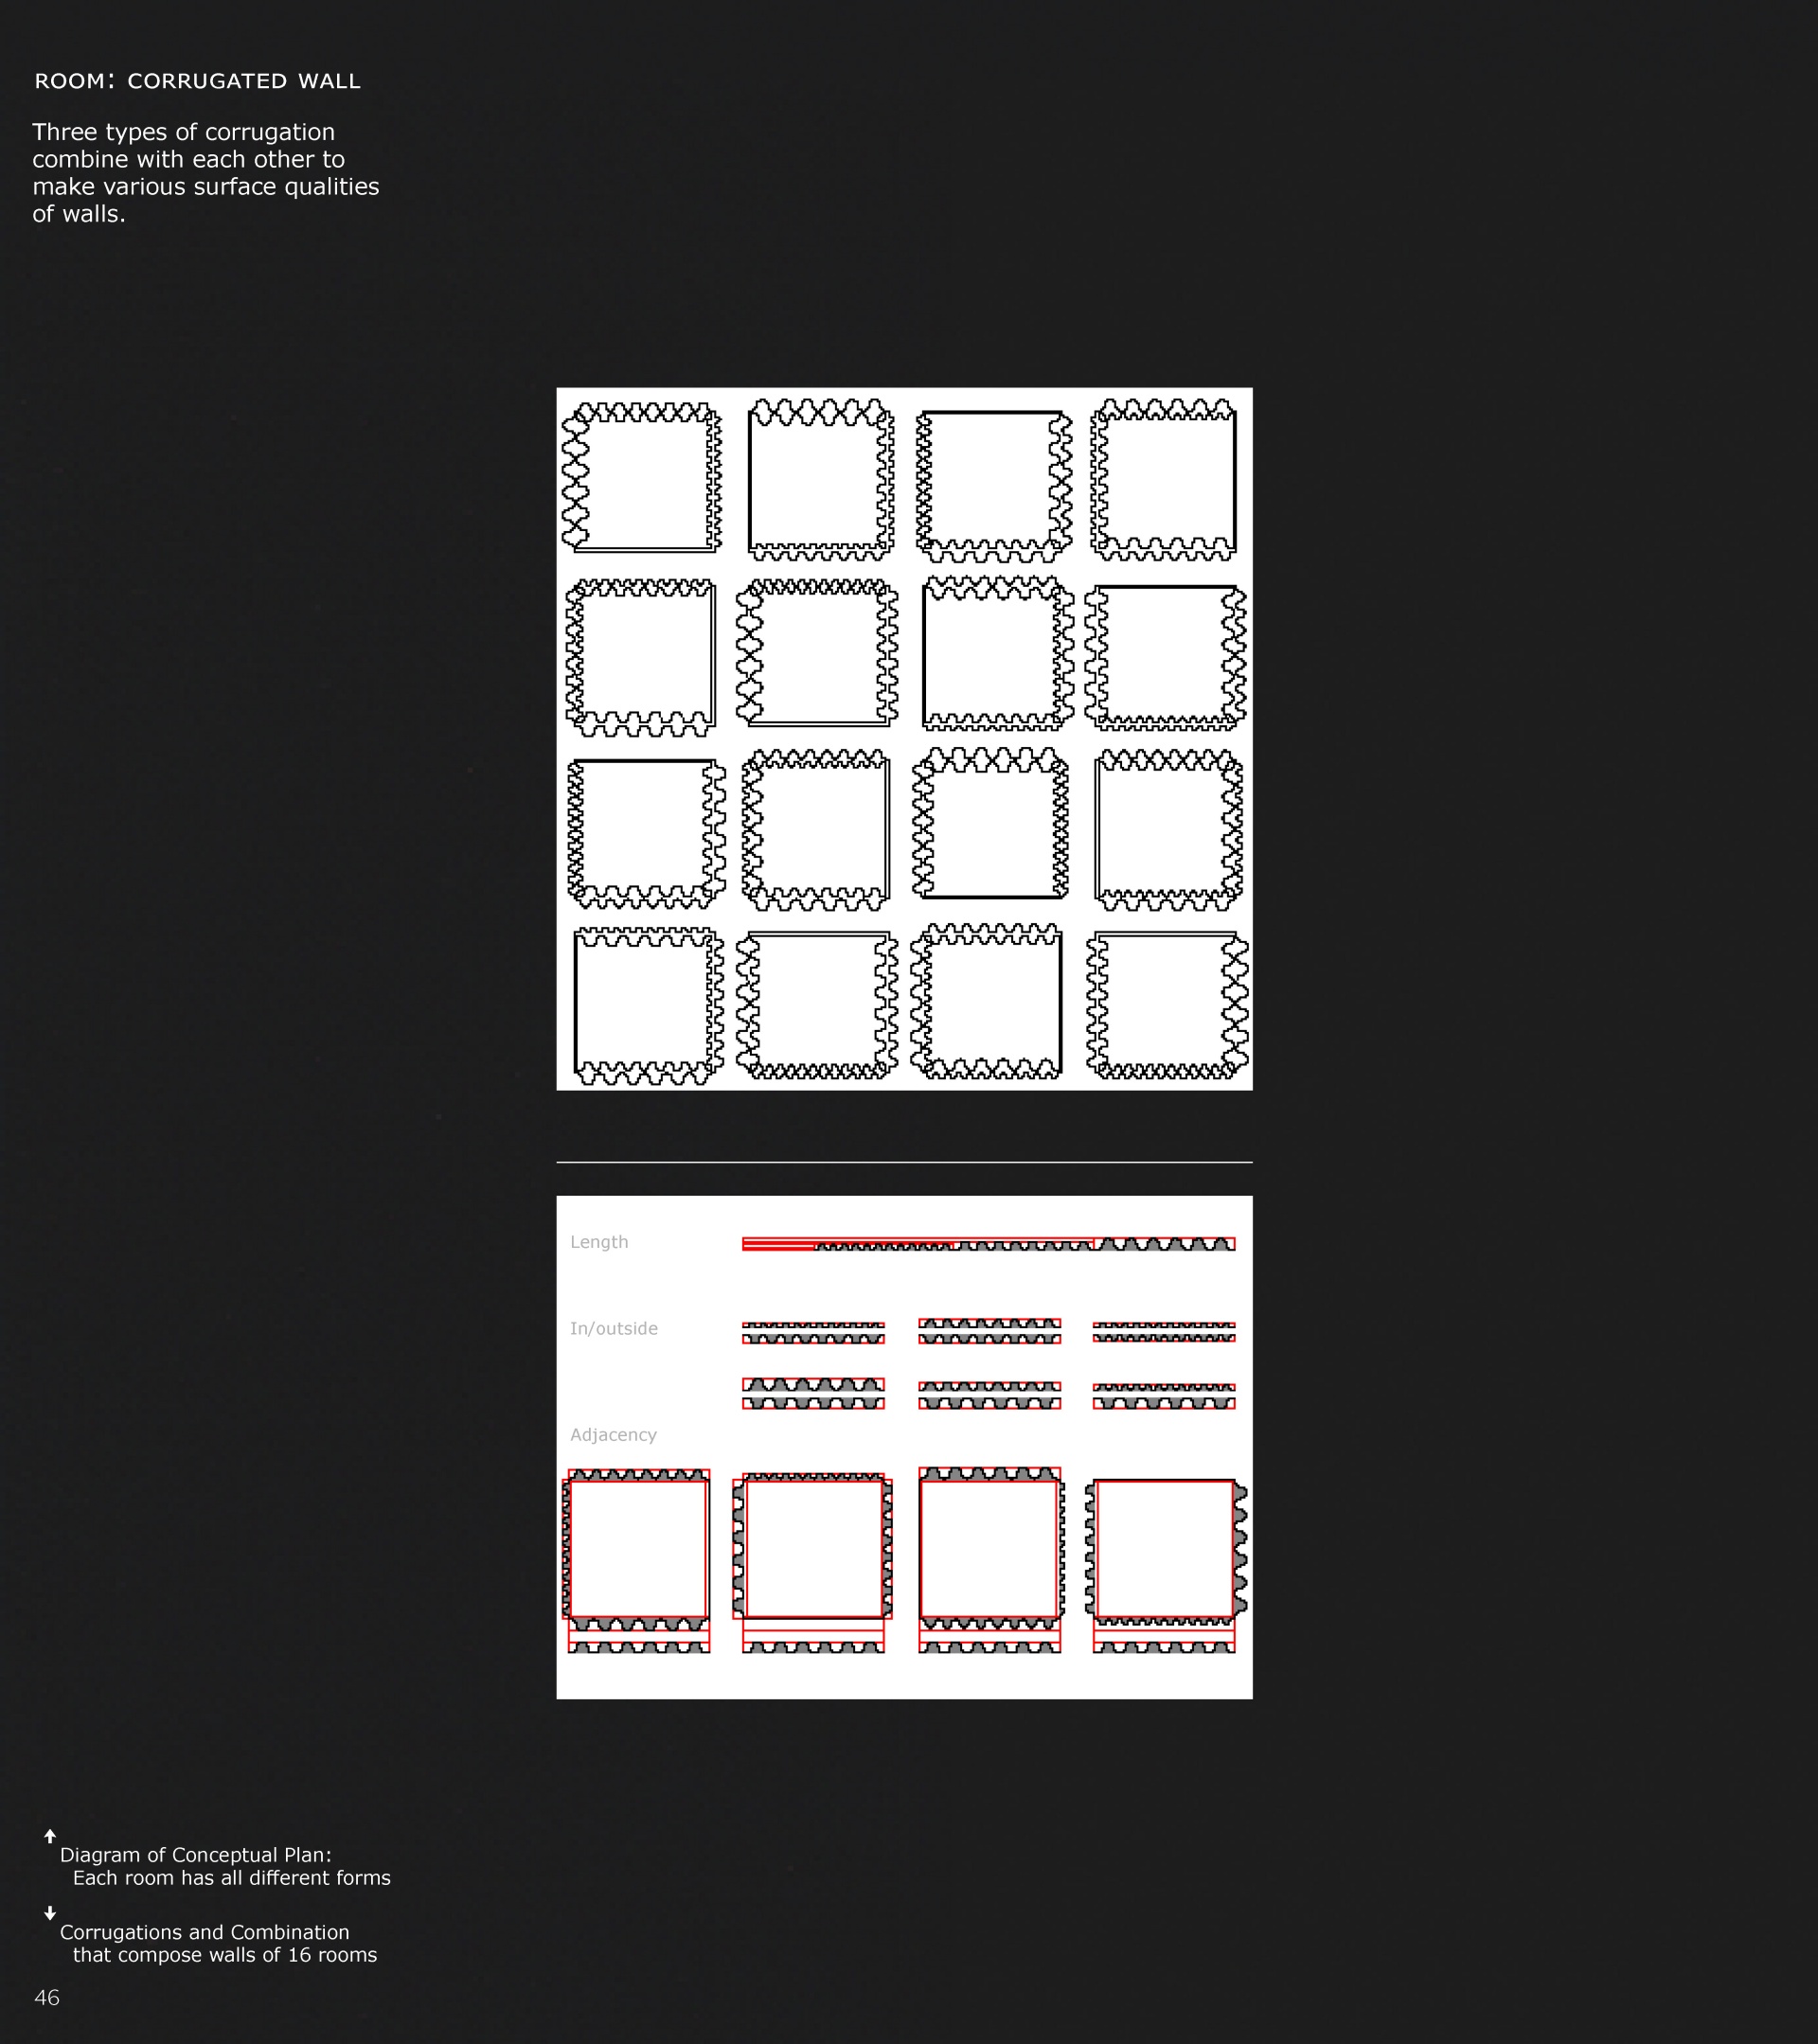 ROOM: CORRUGATED WALL
Three types of corrugation
combine with each other to
make various surface qualities
of walls.
Length
In/outside
Adjacency
Diagram of Conceptual Plan:
Each room has all different forms
Corrugations and Combination
that compose walls of 16 rooms
46